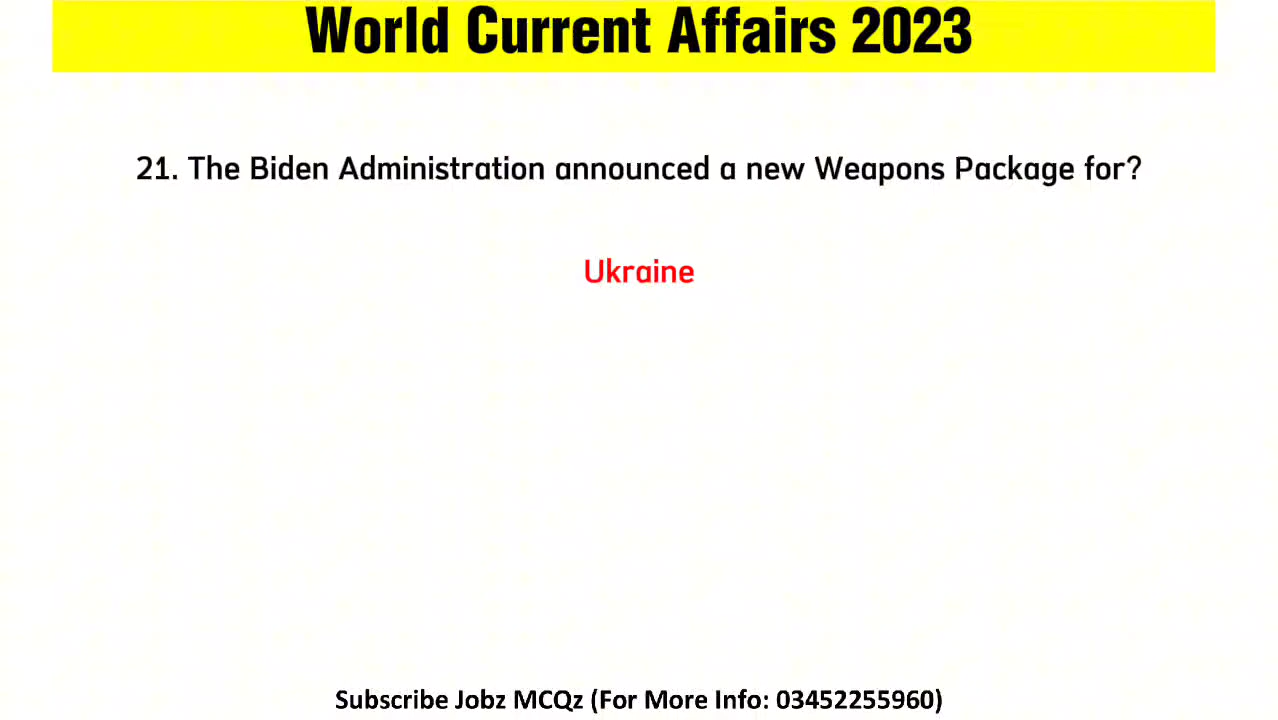 World Current Affairs 2023
21. The Biden Administration announced a new Weapons Package for?
Ukraine
Subscribe Jobz MCQz (For More Info: 03452255960)